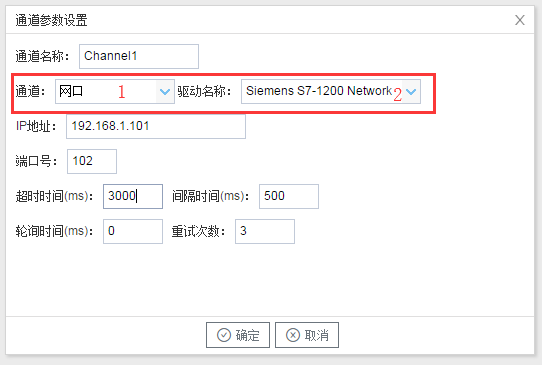 通道参数设置
通道名称： Channel1
通道： 网口 1 驱动名称： Siemens S7-1200 Network 2
IP地址： 192.168.1.101
端口号： 102
超时时间(ms)： 3000 间隔时间(ms)： 500
轮询时间(ms)： 0 重试次数： 3
确定 取消